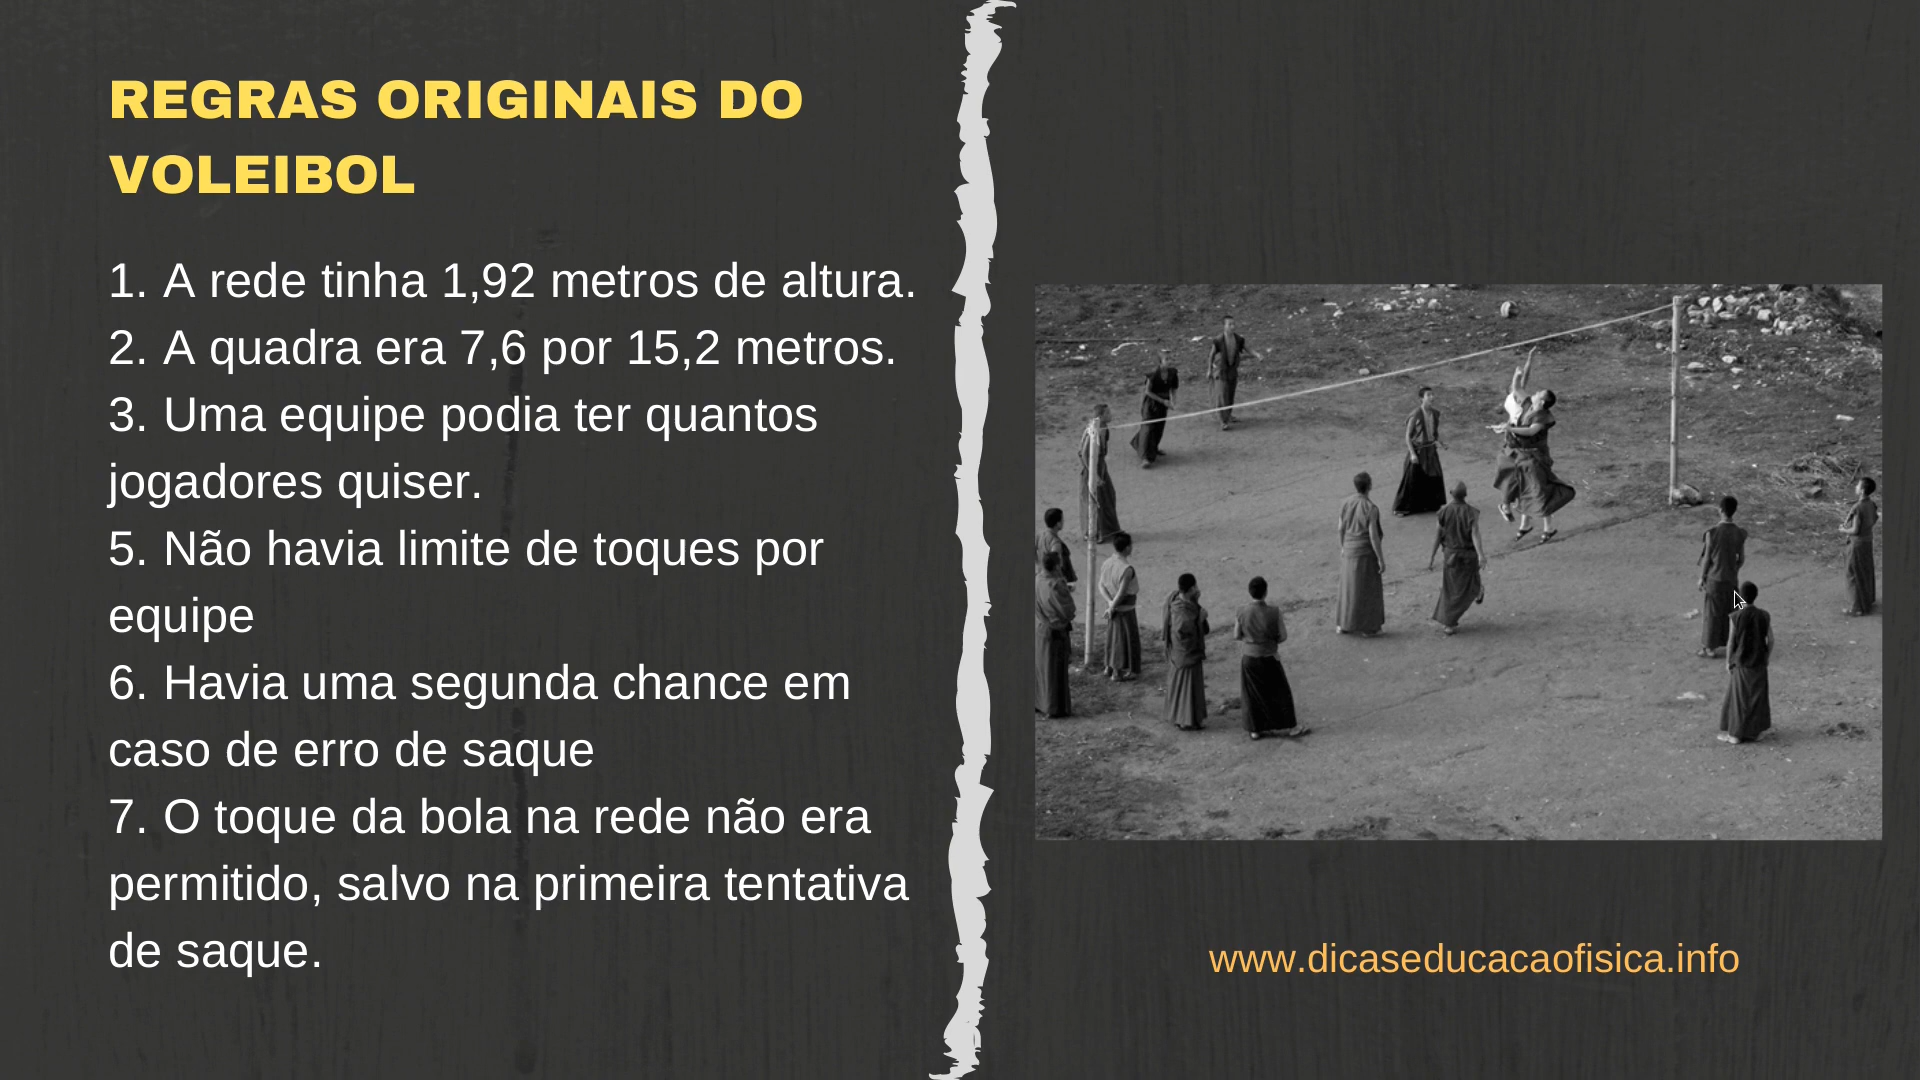 REGRAS ORIGINAIS DO
VOLEIBOL
1. A rede tinha 1,92 metros de altura.
2. A quadra era 7,6 por 15,2 metros.
3. Uma equipe podia ter quantos
jogadores quiser.
5. Não havia limite de toques por
equipe
6. Havia uma segunda chance em
caso de erro de saque
7. O toque da bola na rede não era
permitido, salvo na primeira tentativa
de saque.
www.dicaseducacaofisica.info